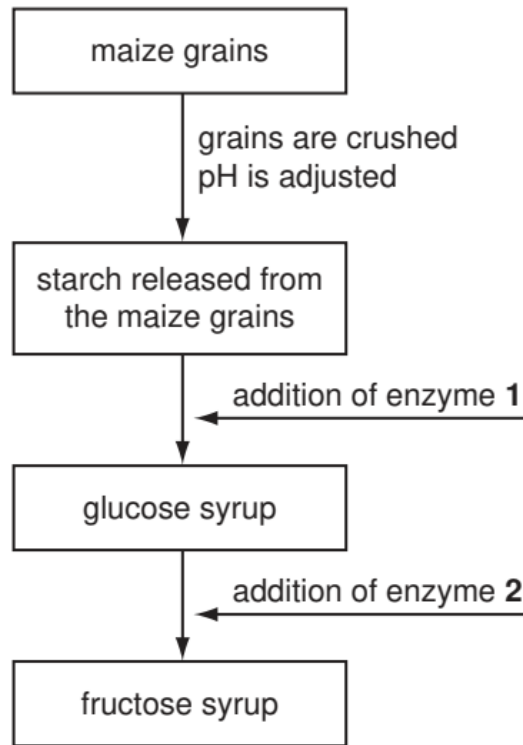 maize grains
grains are crushed
pH is adjusted
starch released from
the maize grains
addition of enzyme 1
glucose syrup
addition of enzyme 2
fructose syrup